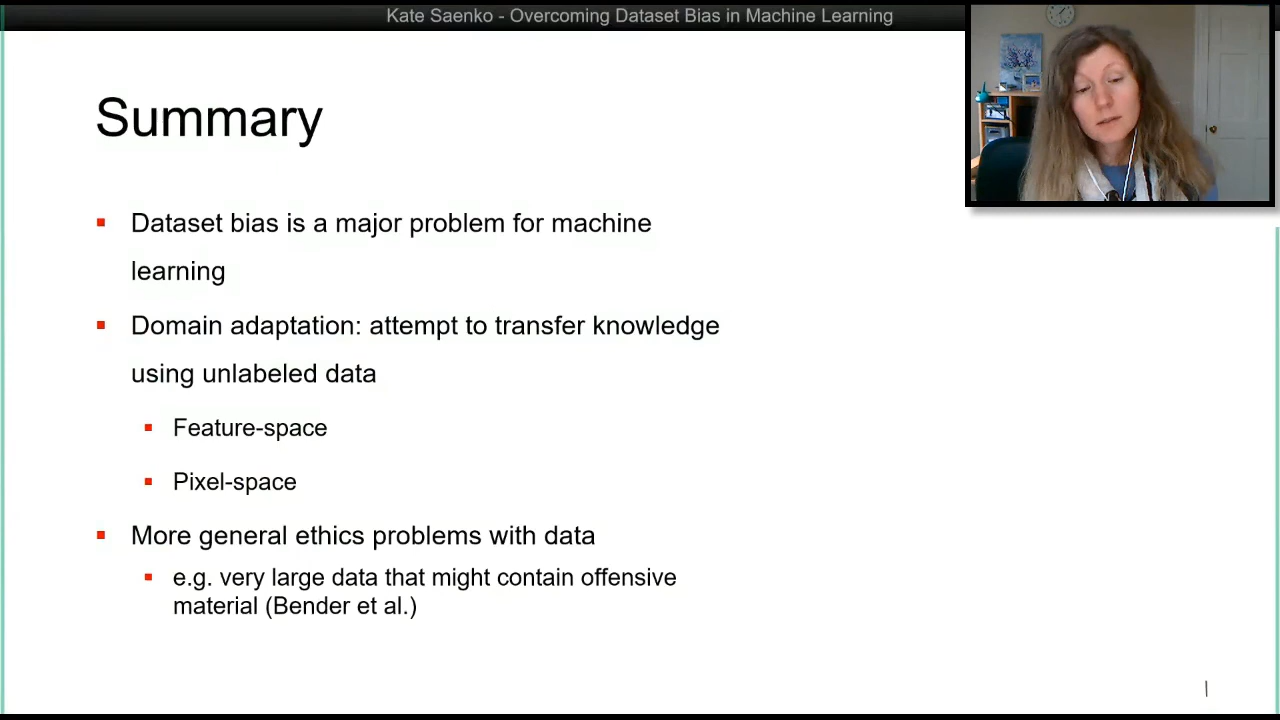 Kate Saenko - Overcoming Dataset Bias in Machine Learning
Summary
Dataset bias is a major problem for machine
learning
Domain adaptation: attempt to transfer knowledge
using unlabeled data
Feature-space
Pixel-space
More general ethics problems with data
e.g. very large data that might contain offensive
material (Bender et al.)